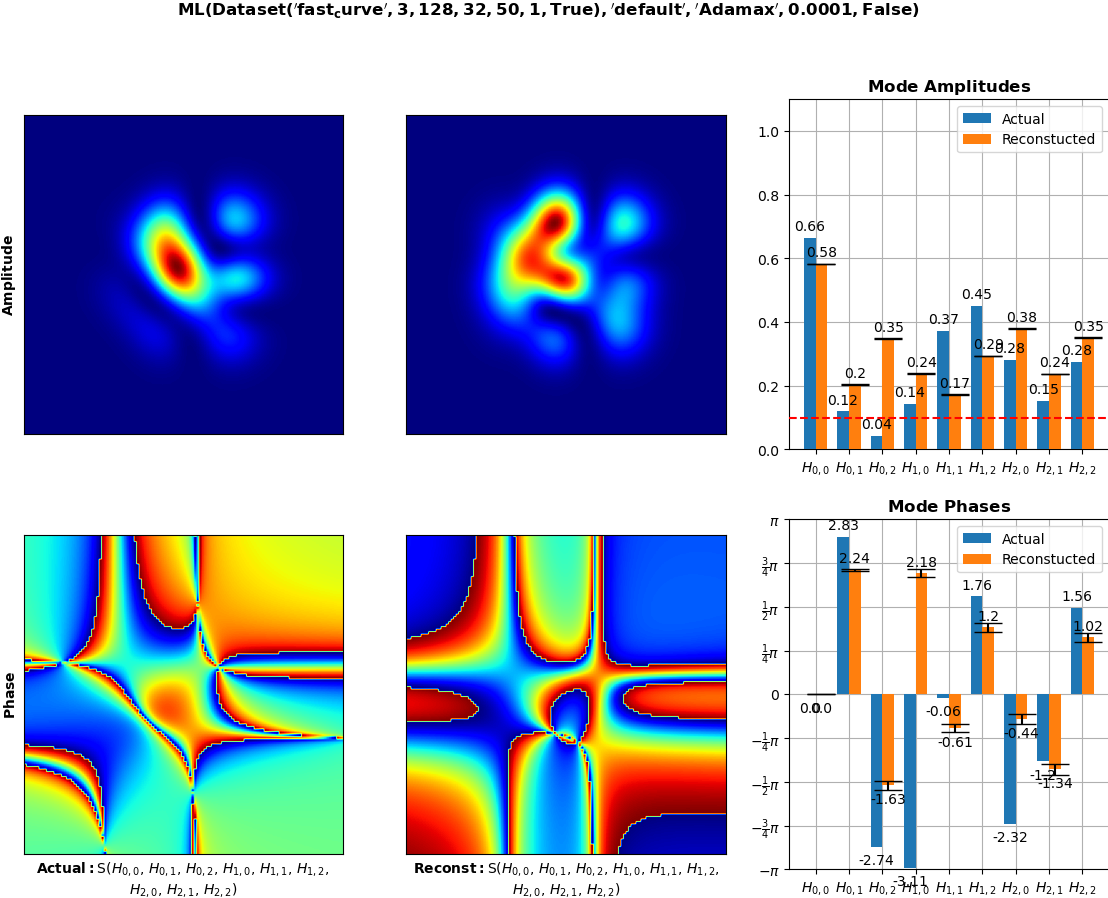 ML(Dataset('fast_curve', 3, 128, 32, 50, 1, True), 'default', 'Adamax', 0.0001, False)
Amplitude
Mode Amplitudes
Actual
Reconstucted
1.0
0.8
0.6
0.4
0.2
0.0
0.66
0.58
0.12
0.2
0.04
0.35
0.14
0.24
0.37
0.17
0.45
0.29
0.28
0.38
0.15
0.24
0.28
0.35
H0,0 H0,1 H0,2 H1,0 H1,1 H1,2 H2,0 H2,1 H2,2
Phase
Mode Phases
Actual
Reconstucted
π
3/4π
1/2π
1/4π
0
−1/4π
−1/2π
−3/4π
−π
0.0
0.0
2.83
2.24
-2.74
-1.63
-3.11
2.18
-0.06
-0.61
1.76
1.2
-2.32
-0.44
-1.34
1.56
1.02
H0,0 H0,1 H0,2 H1,0 H1,1 H1,2 H2,0 H2,1 H2,2
Actual: S(H0,0, H0,1, H0,2, H1,0, H1,1, H1,2,
H2,0, H2,1, H2,2)
Reconst: S(H0,0, H0,1, H0,2, H1,0, H1,1, H1,2,
H2,0, H2,1, H2,2)